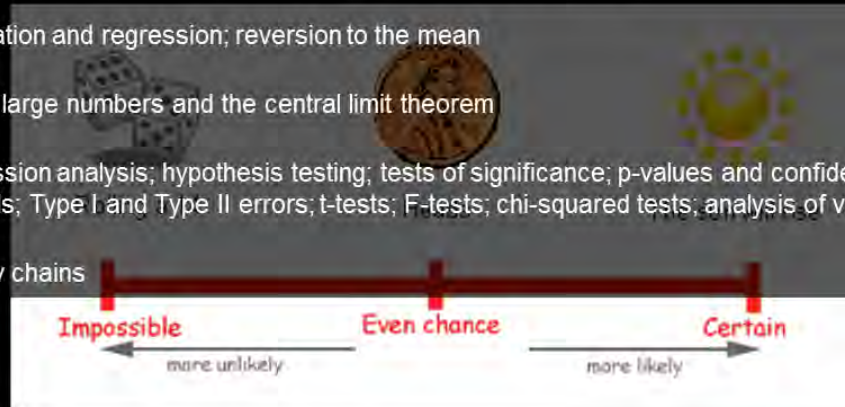 ation and regression; reversion to the mean
large numbers and the central limit theorem
ssion analysis; hypothesis testing; tests of significance; p-values and confide
ls; Type I and Type II errors; t-tests; F-tests; chi-squared tests; analysis of v
v chains
Impossible Even chance Certain
more unlikely more likely